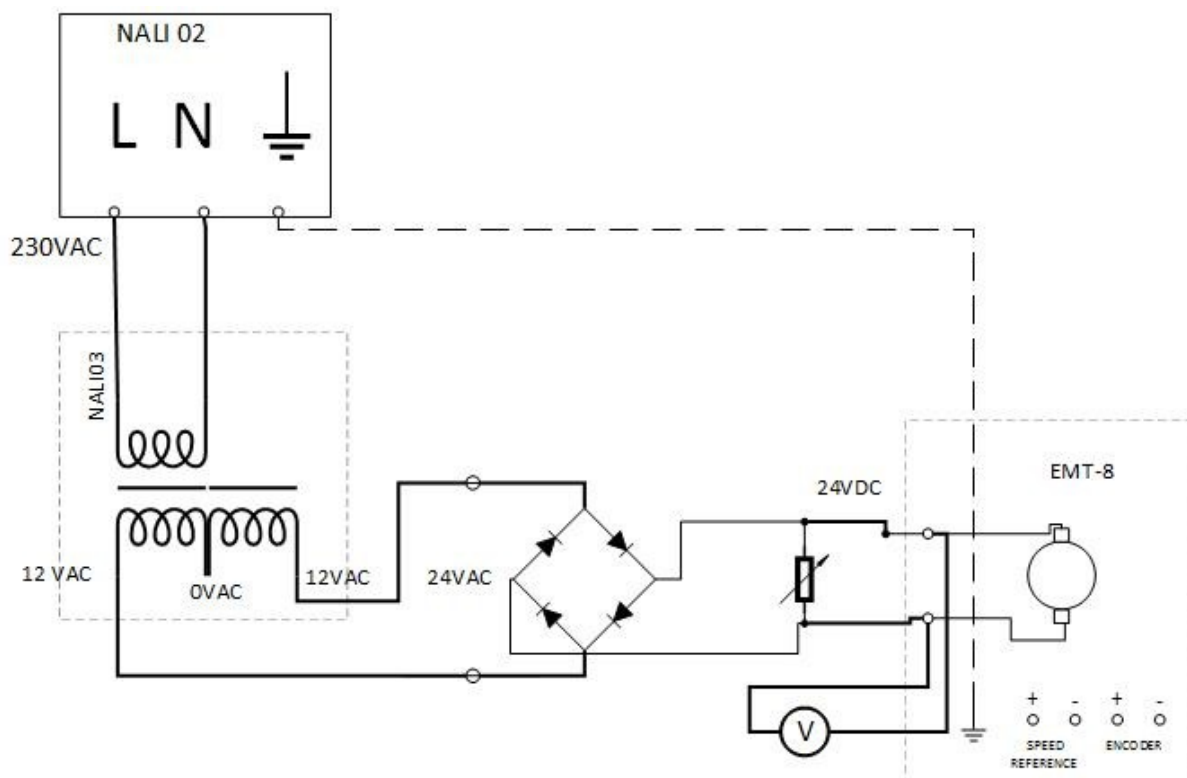 NALI 02
L N
230VAC
NALI03
12 VAC
0VAC
12VAC
24VAC
24VDC
EMT-8
V
+ - + -
SPEED
REFERENCE
ENCODER